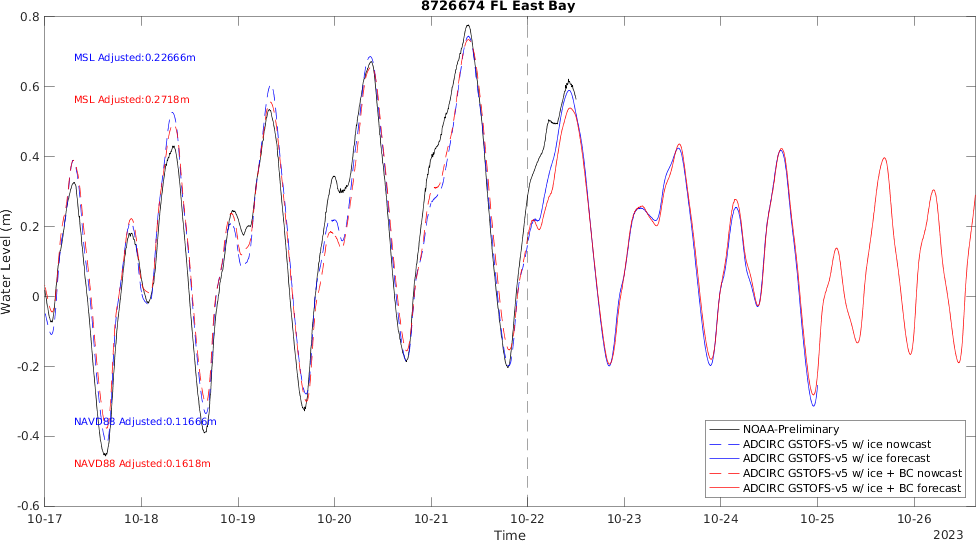 8726674 FL East Bay
Water Level (m)
0.8
0.6
0.4
0.2
0
-0.2
-0.4
-0.6
MSL Adjusted:0.22666m
MSL Adjusted:0.2718m
NAVD88 Adjusted:0.11666m
NAVD88 Adjusted:0.1618m
NOAA-Preliminary
ADCIRC GSTOFS-v5 w/ ice nowcast
ADCIRC GSTOFS-v5 w/ ice forecast
ADCIRC GSTOFS-v5 w/ ice + BC nowcast
ADCIRC GSTOFS-v5 w/ ice + BC forecast
10-17 10-18 10-19 10-20 10-21 10-22 10-23 10-24 10-25 10-26
Time
2023